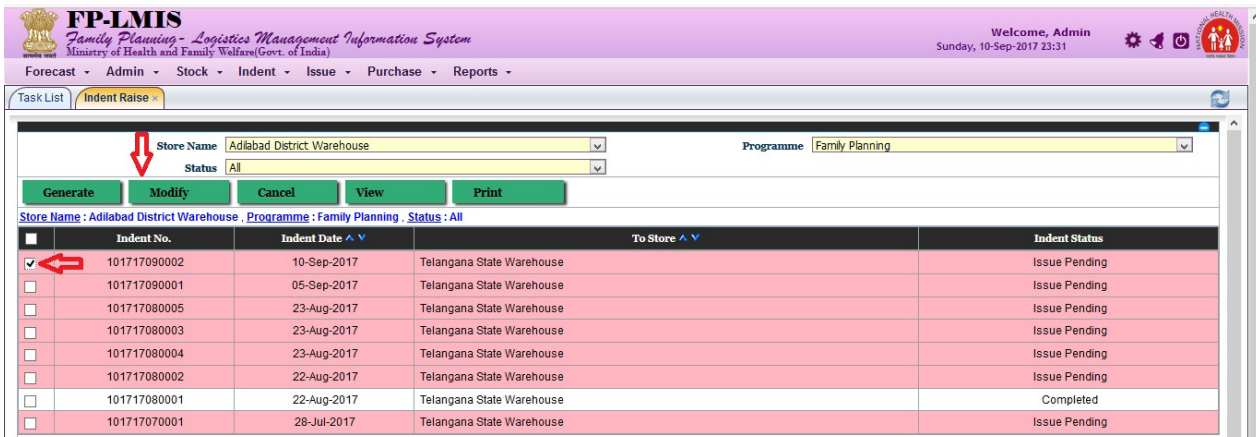 FP-LMIS
Family Planning - Logistics Management Information System
Ministry of Health and Family Welfare(Govt. of India)
Welcome, Admin
Sunday, 10-Sep-2017 23:31
Forecast Admin Stock Indent Issue Purchase Reports
Task List Indent Raise ×
Store Name Adilabad District Warehouse Programme Family Planning
Status All
Generate Modify Cancel View Print
Store Name : Adilabad District Warehouse , Programme : Family Planning , Status : All
Indent No. Indent Date To Store Indent Status
101717090002 10-Sep-2017 Telangana State Warehouse Issue Pending
101717090001 05-Sep-2017 Telangana State Warehouse Issue Pending
101717080005 23-Aug-2017 Telangana State Warehouse Issue Pending
101717080003 23-Aug-2017 Telangana State Warehouse Issue Pending
101717080004 23-Aug-2017 Telangana State Warehouse Issue Pending
101717080002 22-Aug-2017 Telangana State Warehouse Issue Pending
101717080001 22-Aug-2017 Telangana State Warehouse Completed
101717070001 28-Jul-2017 Telangana State Warehouse Issue Pending